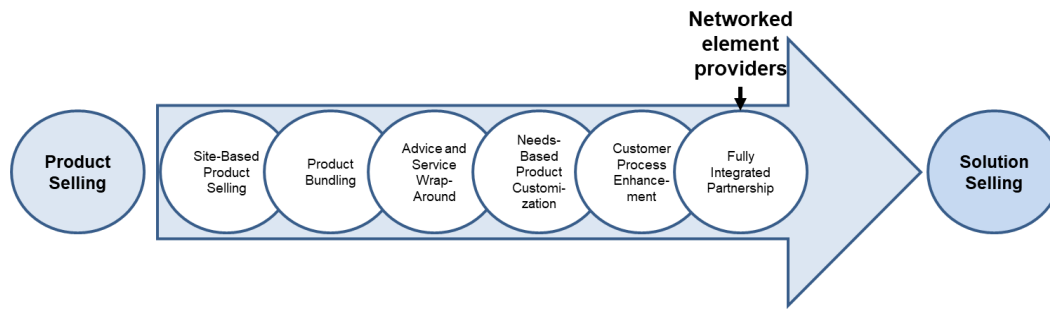 Networked
element
providers
Product
Selling
Site-Based
Product
Selling
Product
Bundling
Advice and
Service
Wrap-
Around
Needs-
Based
Product
Customi-
zation
Customer
Process
Enhance-
ment
Fully
Integrated
Partnership
Solution
Selling